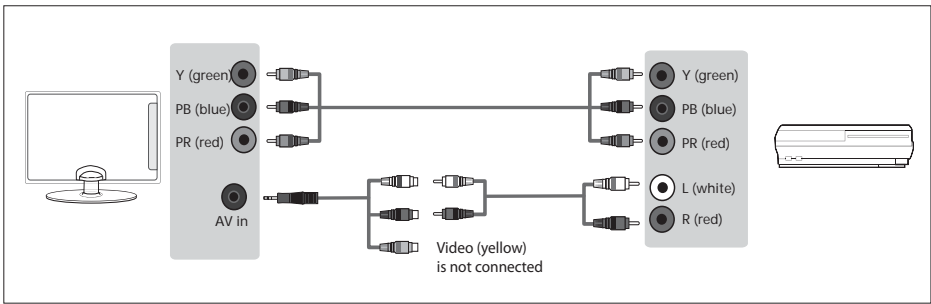 Y (green)
PB (blue)
PR (red)
AV in
Video (yellow)
is not connected
Y (green)
PB (blue)
PR (red)
L (white)
R (red)